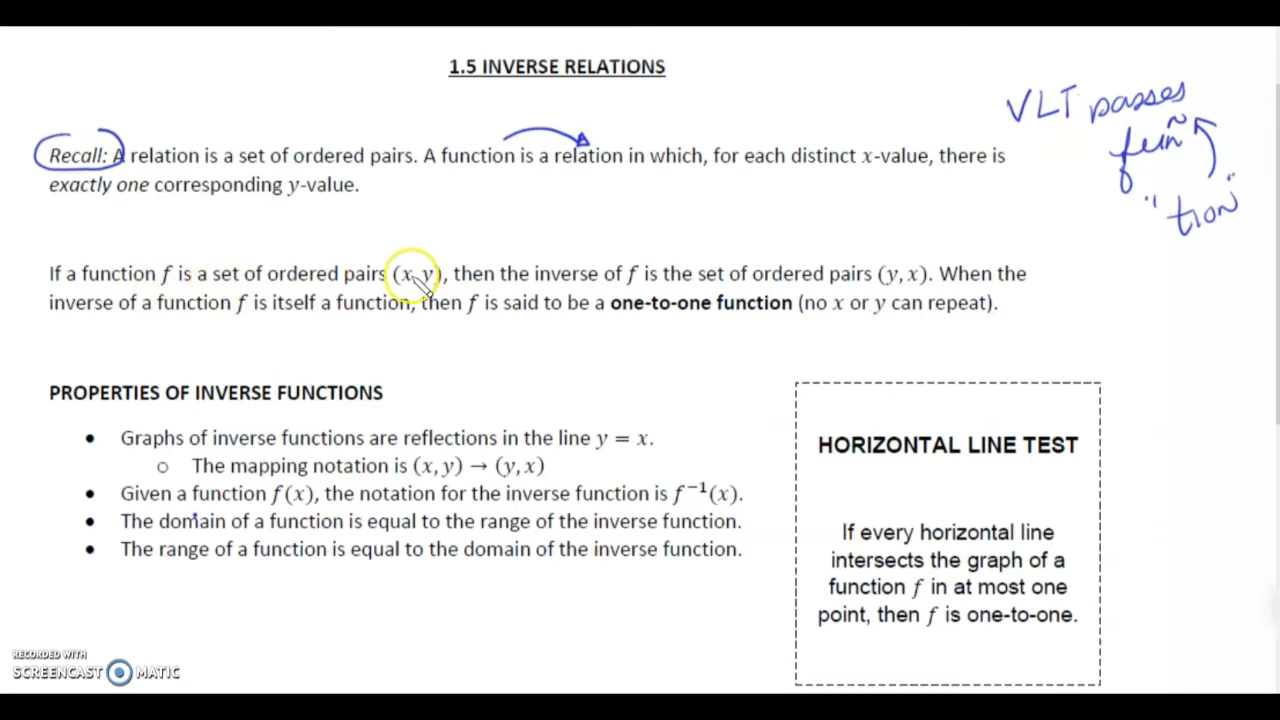 1.5 INVERSE RELATIONS
VLT passes
Recall: A relation is a set of ordered pairs. A function is a relation in which, for each distinct x-value, there is
exactly one corresponding y-value.
"tion"
If a function f is a set of ordered pairs (x, y), then the inverse of f is the set of ordered pairs (y, x). When the
inverse of a function f is itself a function, then f is said to be a one-to-one function (no x or y can repeat).
PROPERTIES OF INVERSE FUNCTIONS
• Graphs of inverse functions are reflections in the line y = x.
○ The mapping notation is (x, y) → (y, x)
• Given a function f(x), the notation for the inverse function is f⁻¹(x).
• The domain of a function is equal to the range of the inverse function.
• The range of a function is equal to the domain of the inverse function.
HORIZONTAL LINE TEST
If every horizontal line
intersects the graph of a
function f in at most one
point, then f is one-to-one.
RECORDED WITH
SCREENCAST MATIC